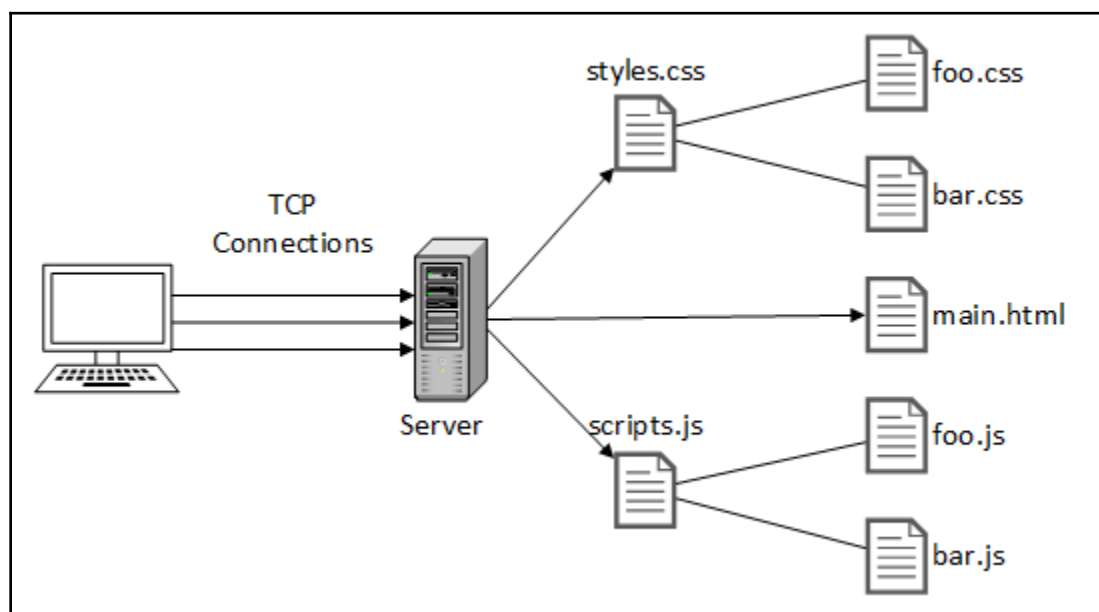 styles.css
foo.css
bar.css
TCP
Connections
main.html
Server
scripts.js
foo.js
bar.js